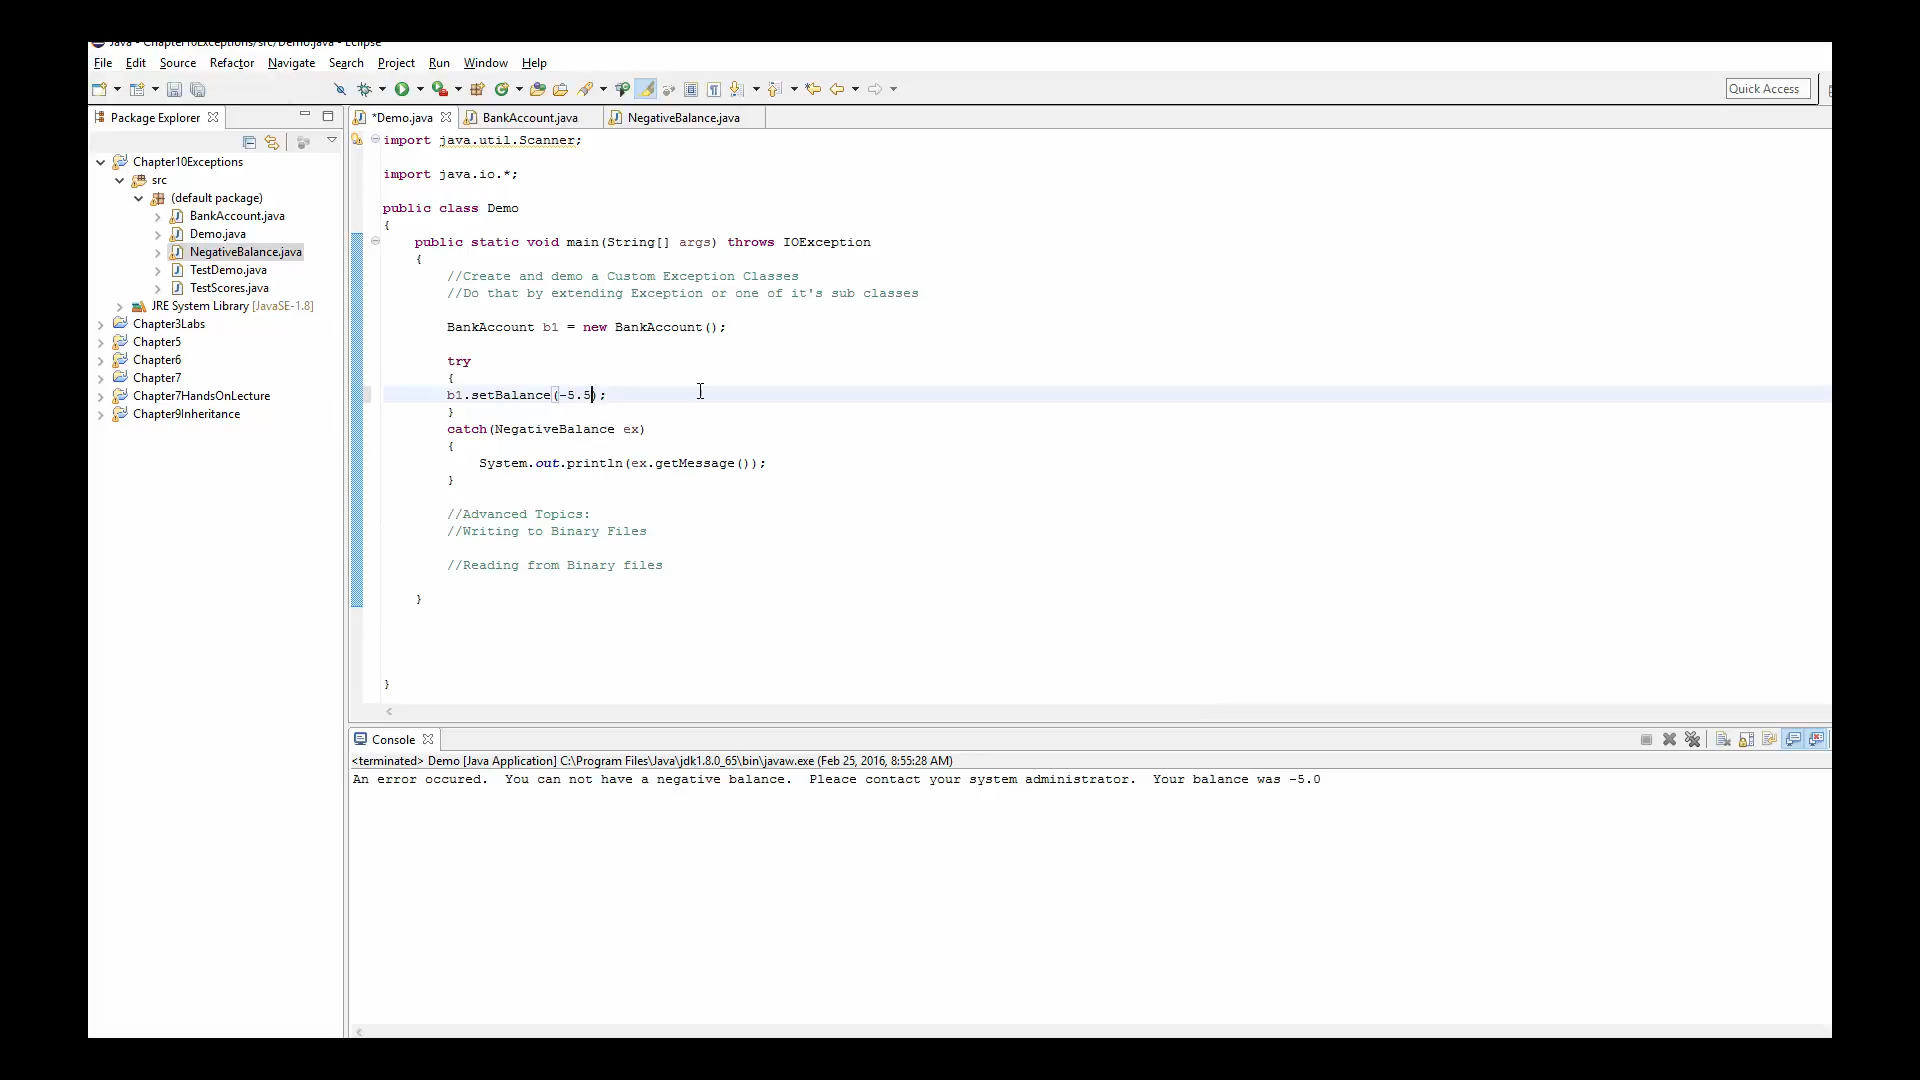 Java - Chapter10Exceptions/src/Demo.java - Eclipse
File Edit Source Refactor Navigate Search Project Run Window Help
Quick Access
Package Explorer
*Demo.java BankAccount.java NegativeBalance.java
Chapter10Exceptions
src
(default package)
BankAccount.java
Demo.java
NegativeBalance.java
TestDemo.java
TestScores.java
JRE System Library [JavaSE-1.8]
Chapter3Labs
Chapter5
Chapter6
Chapter7
Chapter7HandsOnLecture
Chapter9Inheritance
import java.util.Scanner;
import java.io.*;
public class Demo
{
public static void main(String[] args) throws IOException
{
//Create and demo a Custom Exception Classes
//Do that by extending Exception or one of it's sub classes
BankAccount b1 = new BankAccount();
try
{
b1.setBalance(-5.5);
}
catch(NegativeBalance ex)
{
System.out.println(ex.getMessage());
}
//Advanced Topics:
//Writing to Binary Files
//Reading from Binary files
}
}
Console
<terminated> Demo [Java Application] C:\Program Files\Java\jdk1.8.0_65\bin\javaw.exe (Feb 25, 2016, 8:55:28 AM)
An error occured.  You can not have a negative balance.  Please contact your system administrator.  Your balance was -5.0